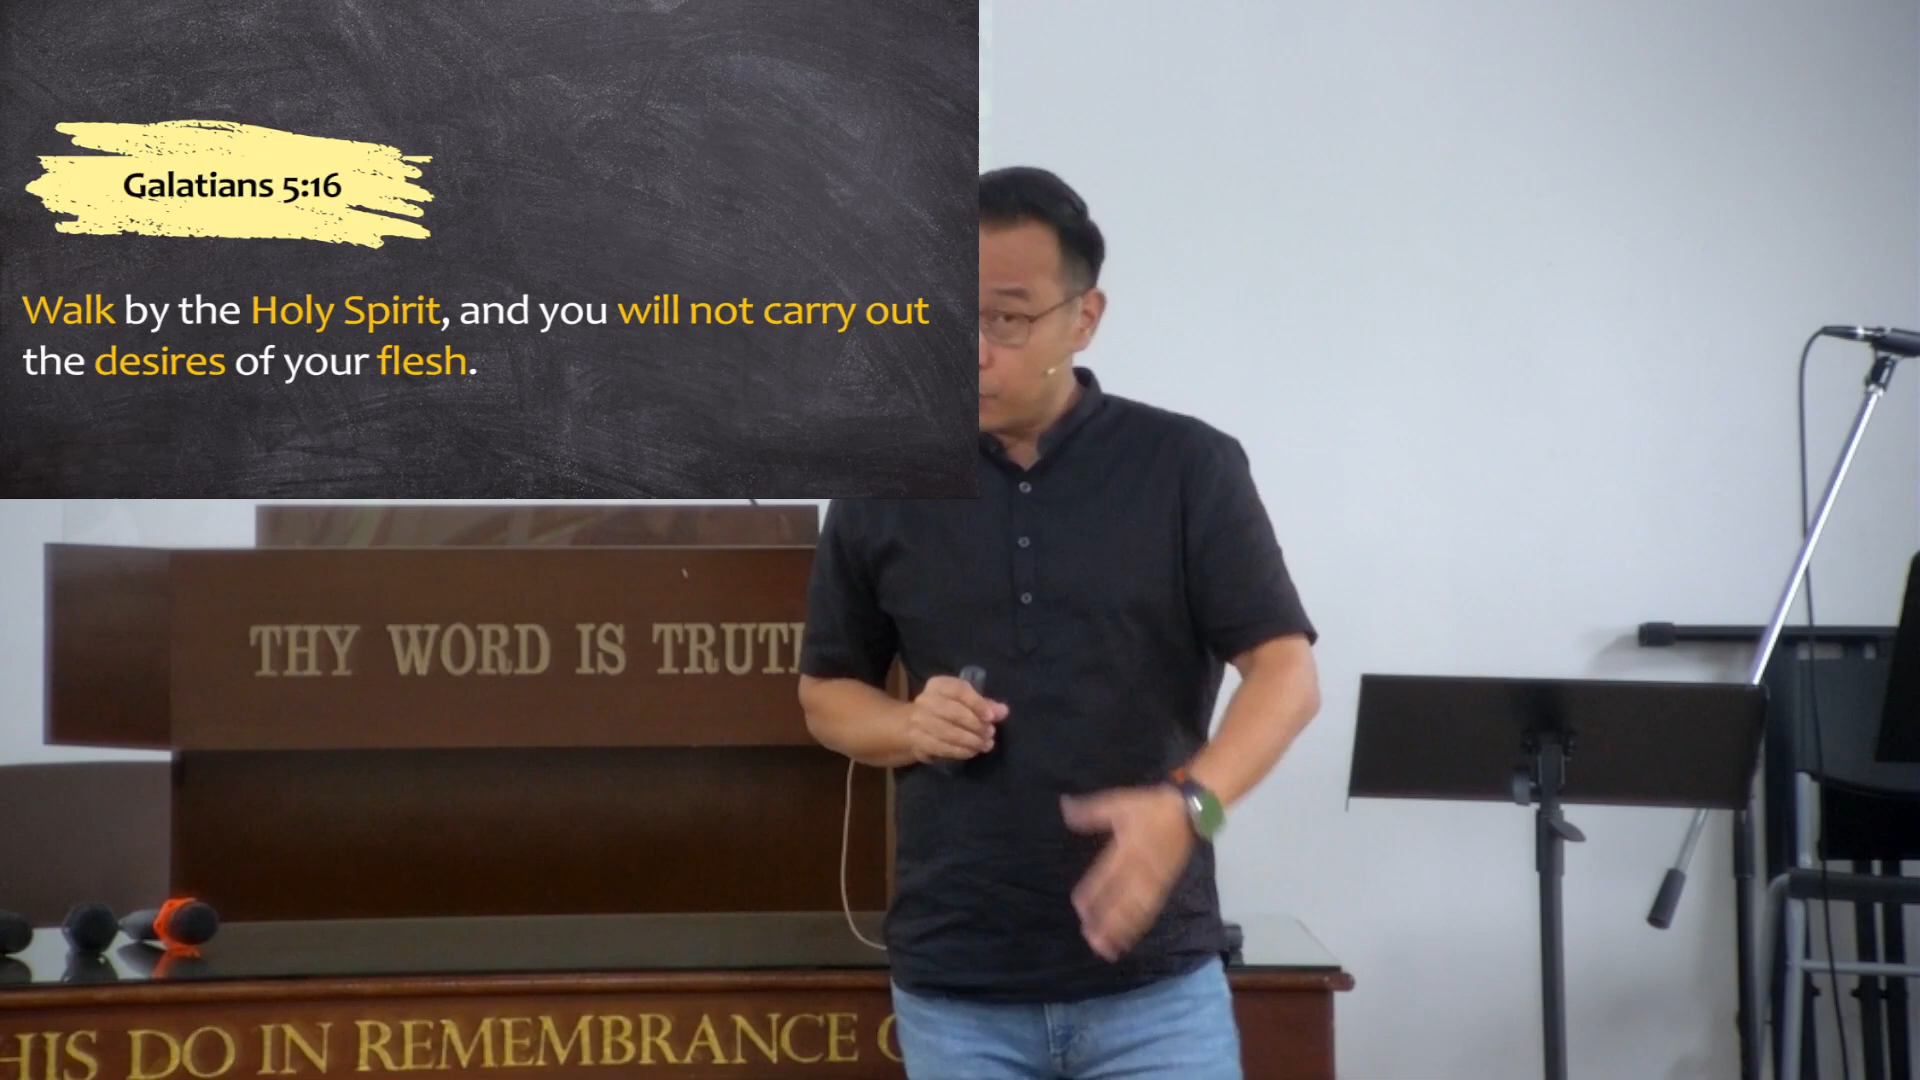 Galatians 5:16
Walk by the Holy Spirit, and you will not carry out
the desires of your flesh.
THY WORD IS TRUT
HIS DO IN REMEMBRANCE